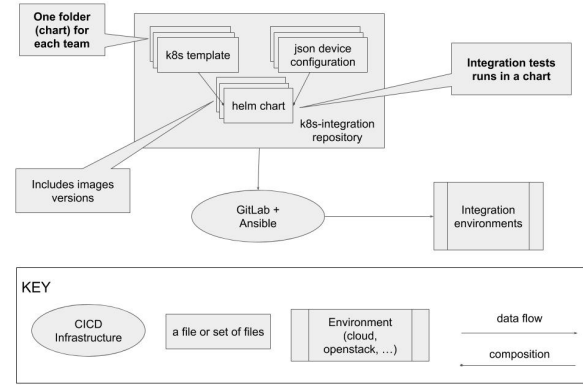 One folder
(chart) for
each team
k8s template
json device
configuration
Integration tests
runs in a chart
helm chart
k8s-integration
repository
Includes images
versions
GitLab +
Ansible
Integration
environments
KEY
CICD
Infrastructure
a file or set of files
Environment
(cloud,
openstack, ...)
data flow
composition